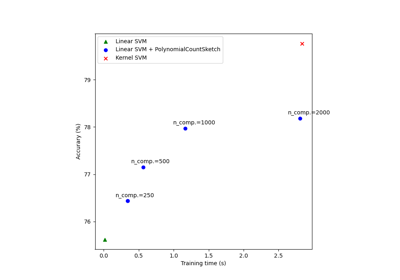 Linear SVM
Linear SVM + PolynomialCountSketch
Kernel SVM
79
n_comp.=2000
n_comp.=1000
78
Accurary (%)
n_comp.=500
77
n_comp.=250
76
0.0 0.5 1.0 1.5 2.0 2.5
Training time (s)